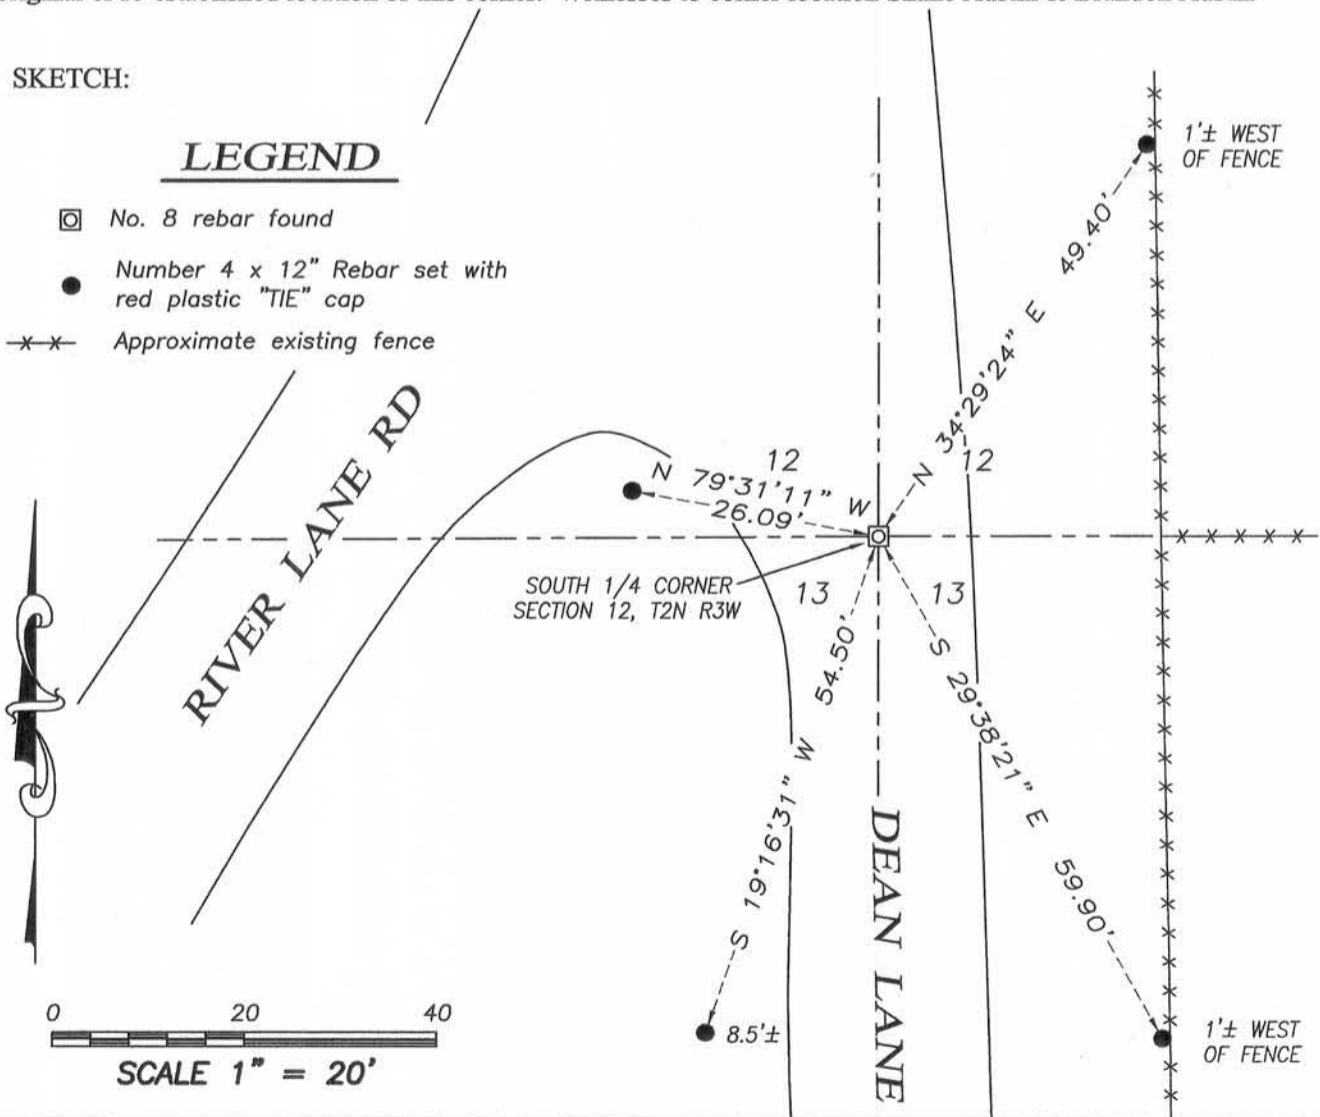 SKETCH:
LEGEND
No. 8 rebar found
Number 4 x 12" Rebar set with
red plastic "TIE" cap
Approximate existing fence
1'± WEST
OF FENCE
N 34°29'24" E 49.40'
12
12
N 79°31'11" W
26.09'
RIVER LANE RD
SOUTH 1/4 CORNER
SECTION 12, T2N R3W
13
13
S 19°16'31" W 54.50'
S 29°38'21" E 59.90'
DEAN LANE
8.5'±
1'± WEST
OF FENCE
0 20 40
SCALE 1" = 20'